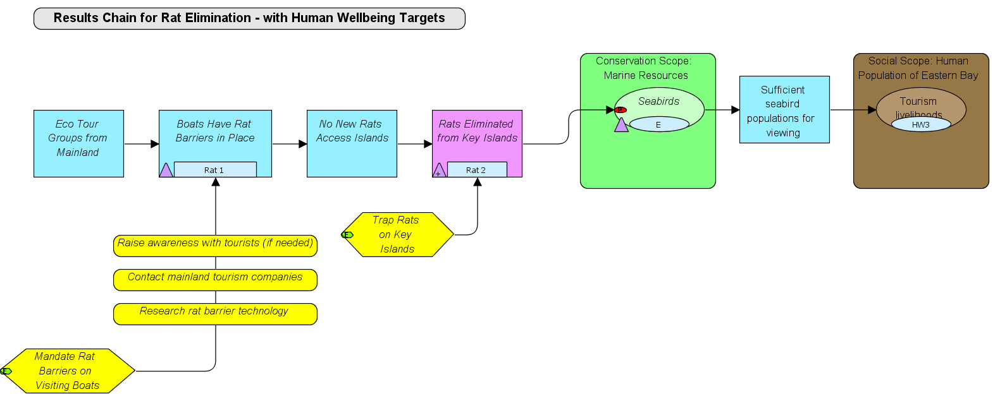 Results Chain for Rat Elimination - with Human Wellbeing Targets
Conservation Scope:
Marine Resources
Social Scope: Human
Population of Eastern Bay
Eco Tour
Groups from
Mainland
Boats Have Rat
Barriers in Place
Rat 1
No New Rats
Access Islands
Rats Eliminated
from Key Islands
+
Rat 2
Seabirds
P
E
Sufficient
seabird
populations for
viewing
Tourism
livelihoods
HW3
Trap Rats
on Key
Islands
E
Raise awareness with tourists (if needed)
Contact mainland tourism companies
Research rat barrier technology
Mandate Rat
Barriers on
Visiting Boats